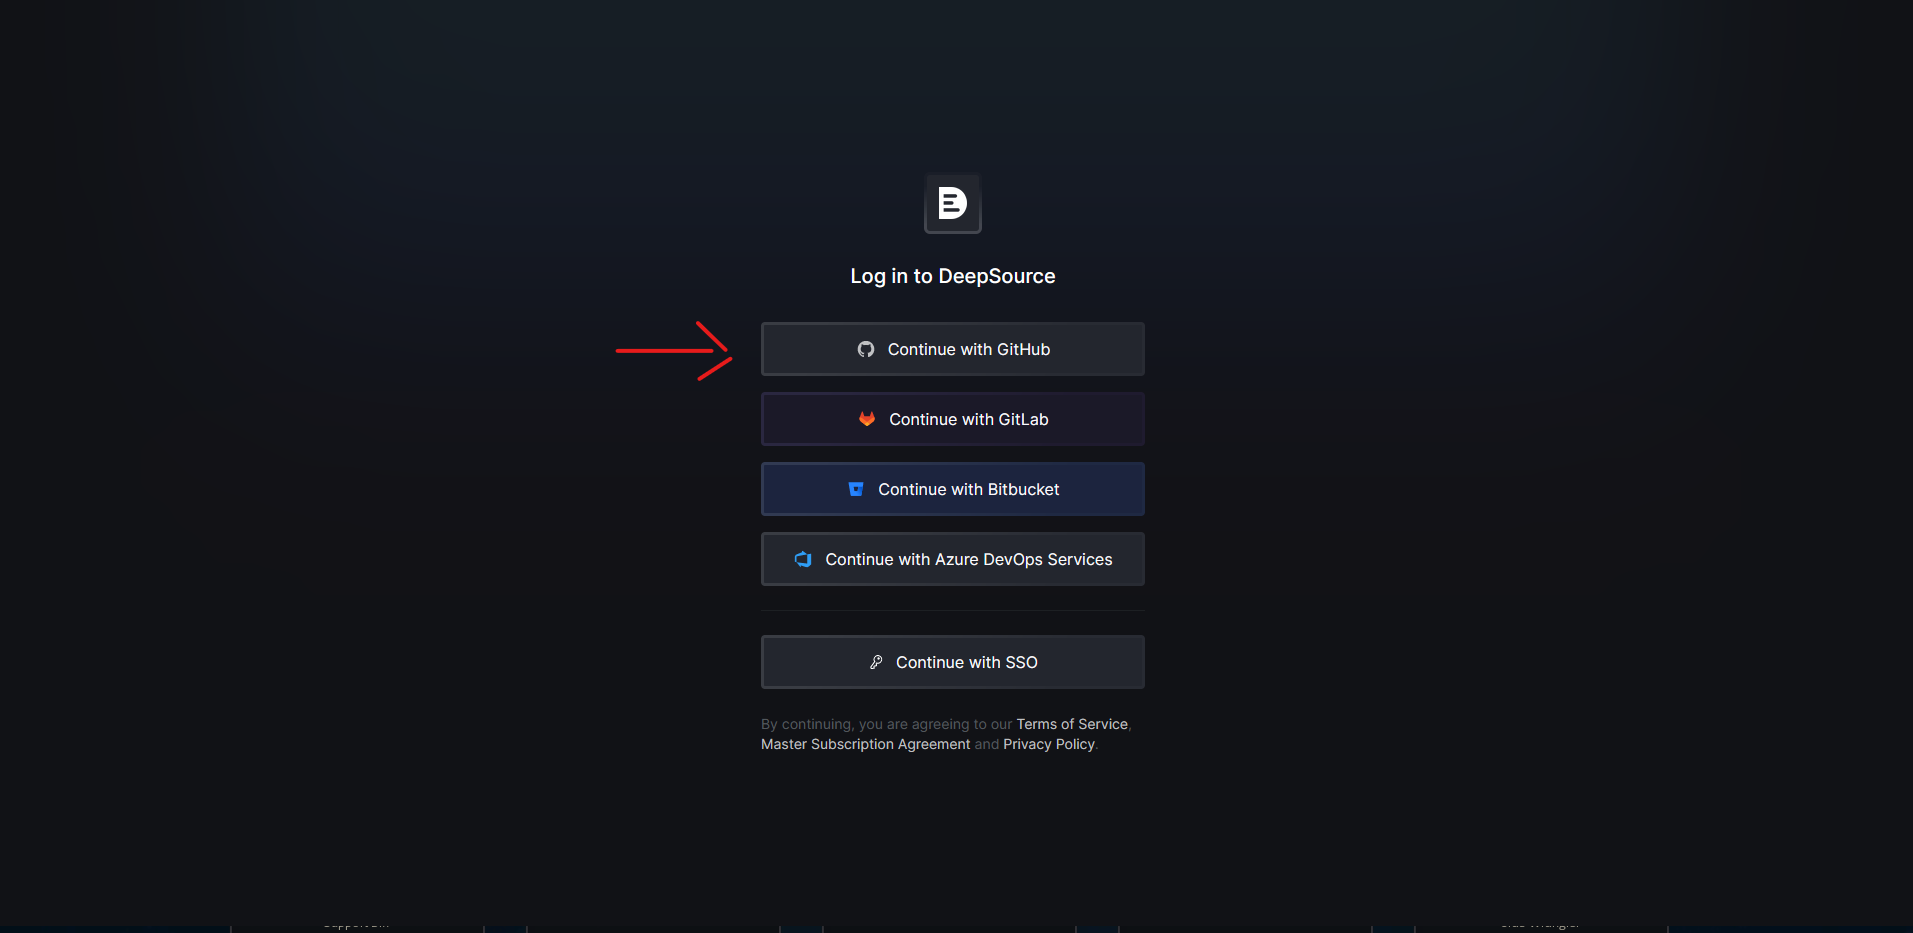 Log in to DeepSource
Continue with GitHub
Continue with GitLab
Continue with Bitbucket
Continue with Azure DevOps Services
Continue with SSO
By continuing, you are agreeing to our Terms of Service,
Master Subscription Agreement and Privacy Policy.